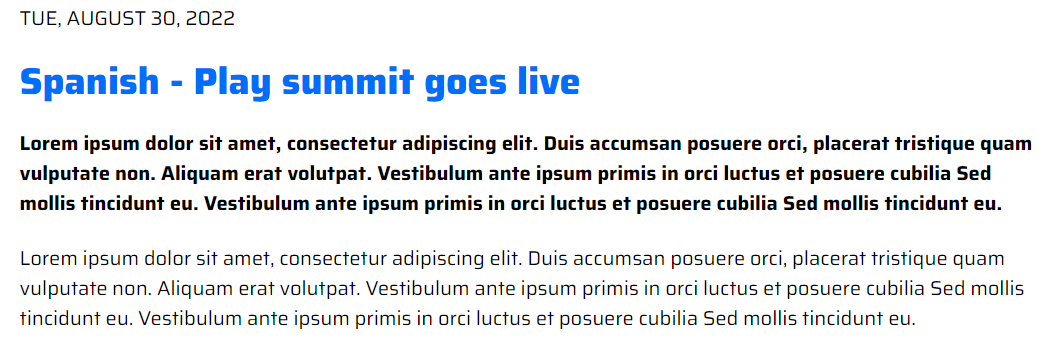 TUE, AUGUST 30, 2022
Spanish - Play summit goes live
Lorem ipsum dolor sit amet, consectetur adipiscing elit. Duis accumsan posuere orci, placerat tristique quam
vulputate non. Aliquam erat volutpat. Vestibulum ante ipsum primis in orci luctus et posuere cubilia Sed
mollis tincidunt eu. Vestibulum ante ipsum primis in orci luctus et posuere cubilia Sed mollis tincidunt eu.
Lorem ipsum dolor sit amet, consectetur adipiscing elit. Duis accumsan posuere orci, placerat tristique quam
vulputate non. Aliquam erat volutpat. Vestibulum ante ipsum primis in orci luctus et posuere cubilia Sed mollis
tincidunt eu. Vestibulum ante ipsum primis in orci luctus et posuere cubilia Sed mollis tincidunt eu.